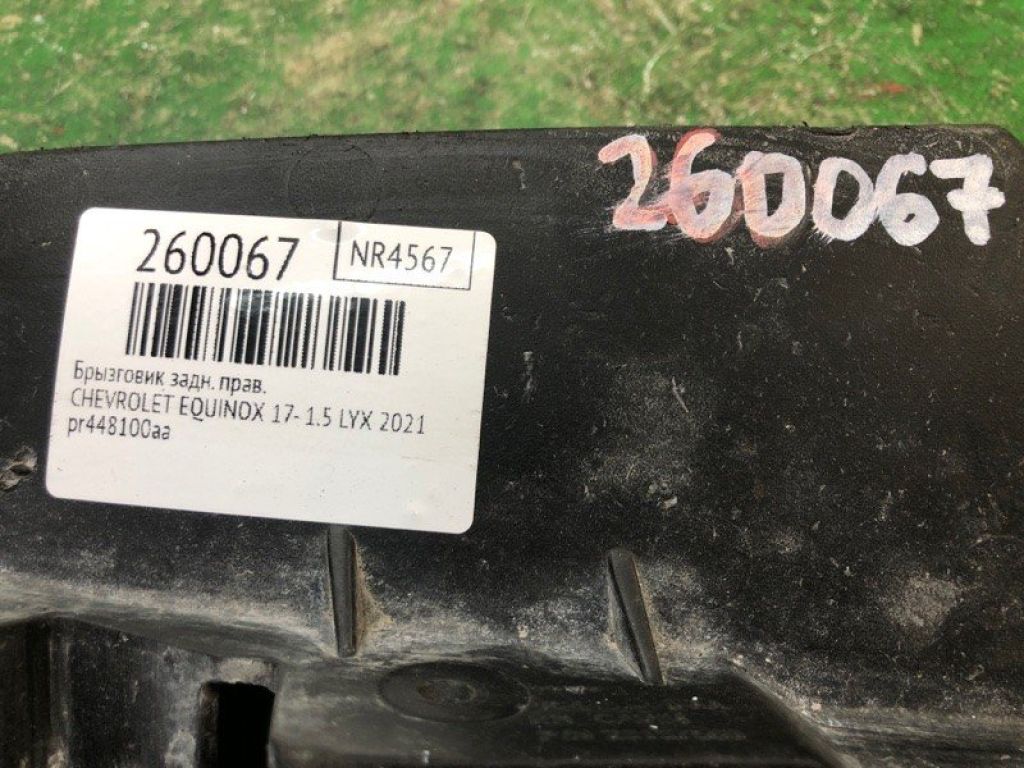 260067
260067
NR4567
Брызговик задн. прав.
CHEVROLET EQUINOX 17- 1.5 LYX 2021
pr448100aa